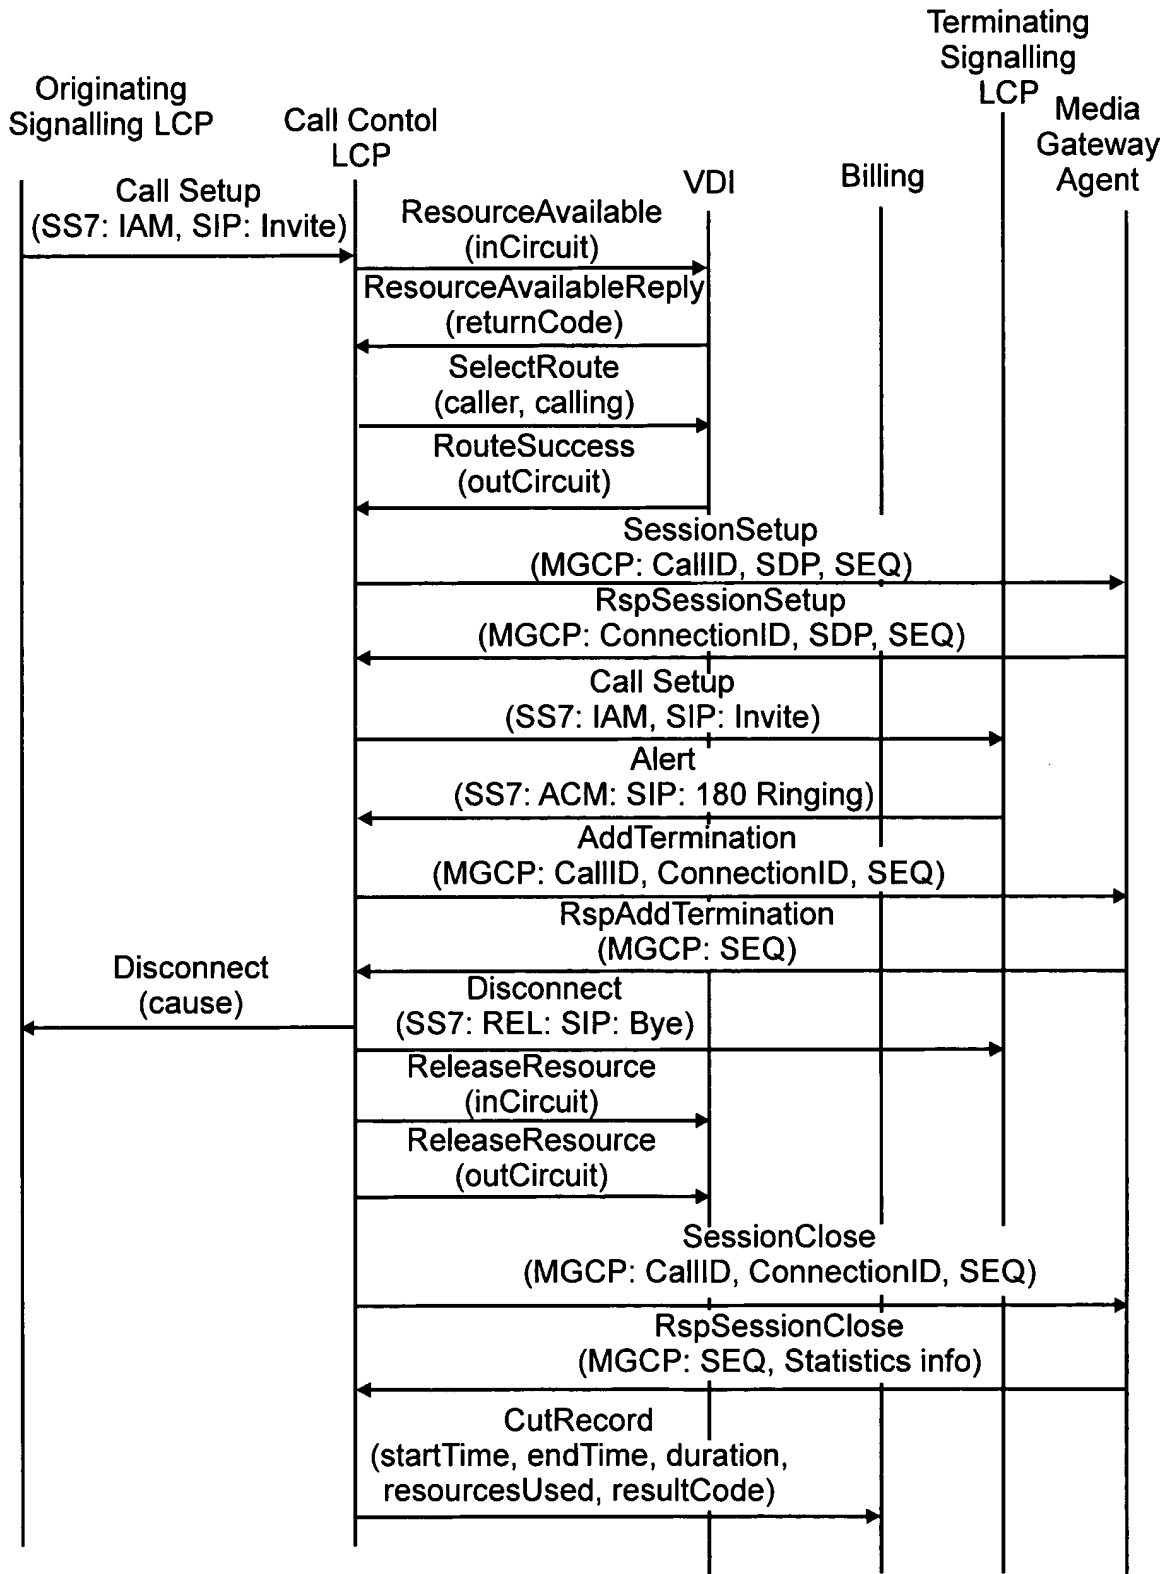 Terminating
Signalling
LCP
Originating
Signalling LCP
Call Contol
LCP
VDI
Billing
Media
Gateway
Agent
Call Setup
(SS7: IAM, SIP: Invite)
ResourceAvailable
(inCircuit)
ResourceAvailableReply
(returnCode)
SelectRoute
(caller, calling)
RouteSuccess
(outCircuit)
SessionSetup
(MGCP: CallID, SDP, SEQ)
RspSessionSetup
(MGCP: ConnectionID, SDP, SEQ)
Call Setup
(SS7: IAM, SIP: Invite)
Alert
(SS7: ACM: SIP: 180 Ringing)
AddTermination
(MGCP: CallID, ConnectionID, SEQ)
RspAddTermination
(MGCP: SEQ)
Disconnect
(cause)
Disconnect
(SS7: REL: SIP: Bye)
ReleaseResource
(inCircuit)
ReleaseResource
(outCircuit)
SessionClose
(MGCP: CallID, ConnectionID, SEQ)
RspSessionClose
(MGCP: SEQ, Statistics info)
CutRecord
(startTime, endTime, duration,
resourcesUsed, resultCode)